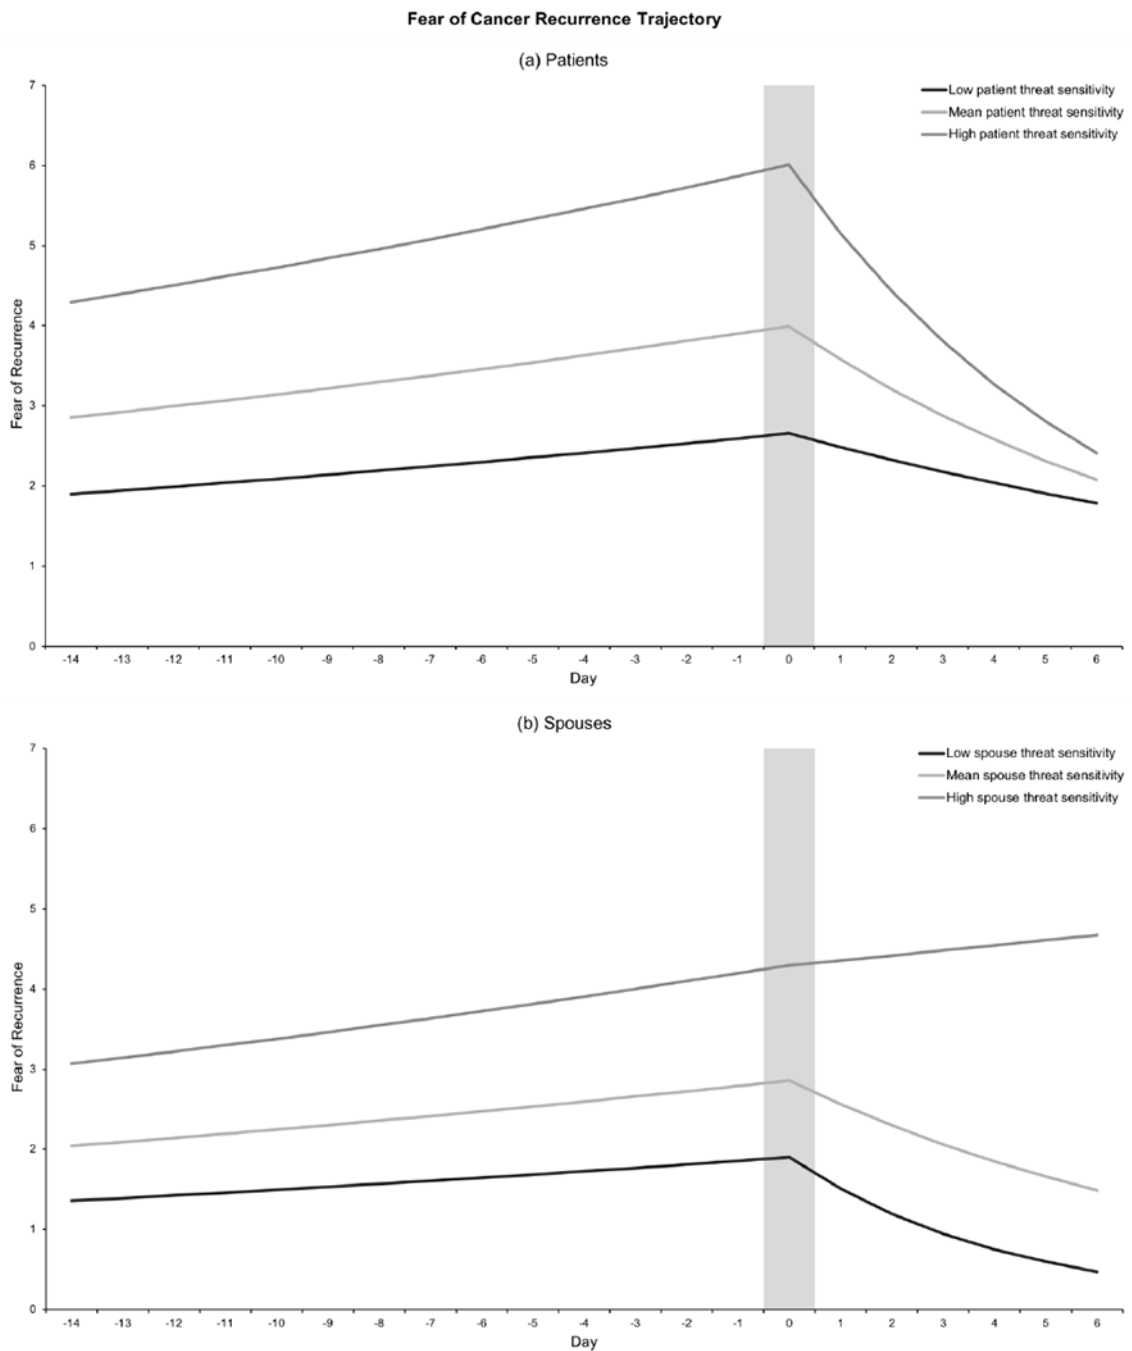 Fear of Cancer Recurrence Trajectory
(a) Patients
Low patient threat sensitivity
Mean patient threat sensitivity
High patient threat sensitivity
7
6
5
4
3
2
1
0
Fear of Recurrence
-14 -13 -12 -11 -10 -9 -8 -7 -6 -5 -4 -3 -2 -1 0 1 2 3 4 5 6
Day
(b) Spouses
Low spouse threat sensitivity
Mean spouse threat sensitivity
High spouse threat sensitivity
7
6
5
4
3
2
1
0
Fear of Recurrence
-14 -13 -12 -11 -10 -9 -8 -7 -6 -5 -4 -3 -2 -1 0 1 2 3 4 5 6
Day